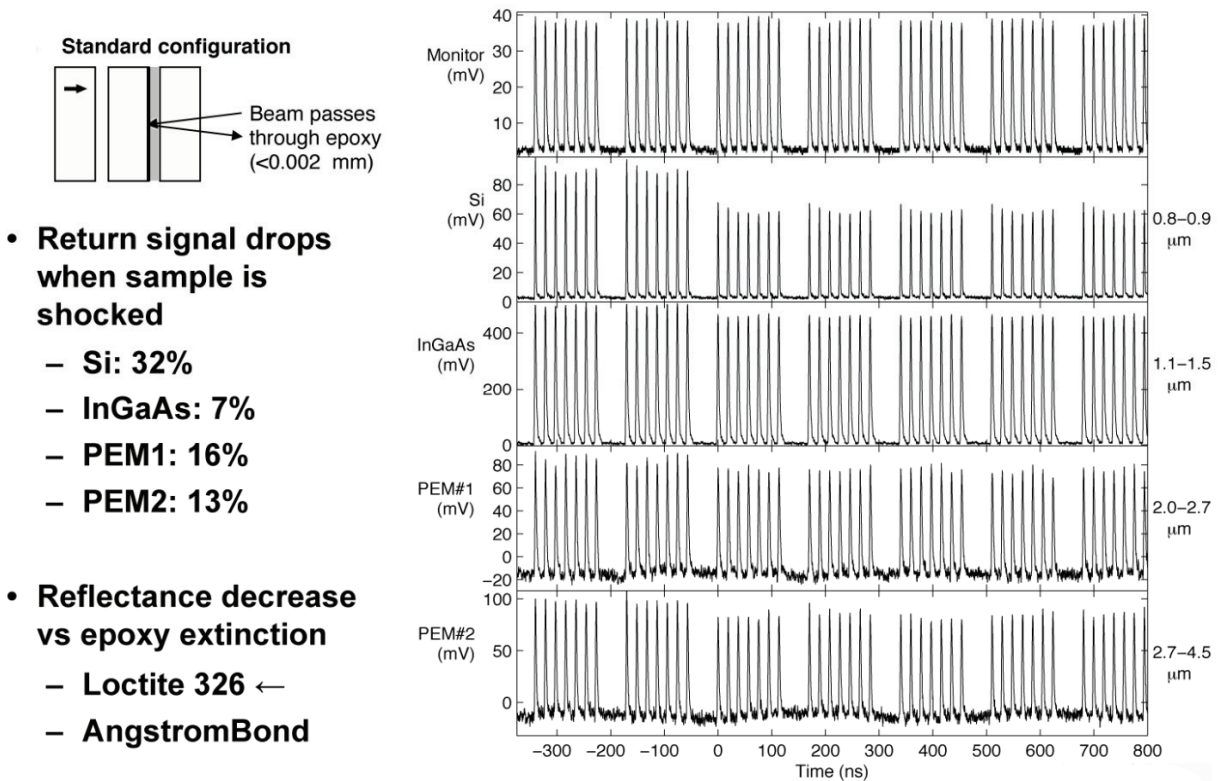 Standard configuration
Beam passes
through epoxy
(<0.002 mm)
• Return signal drops
when sample is
shocked
– Si: 32%
– InGaAs: 7%
– PEM1: 16%
– PEM2: 13%
• Reflectance decrease
vs epoxy extinction
– Loctite 326 ←
– AngstromBond
Monitor
(mV)
40
30
20
10
Si
(mV)
80
60
40
20
0
0.8–0.9
μm
InGaAs
(mV)
400
200
0
1.1–1.5
μm
PEM#1
(mV)
80
60
40
20
0
−20
2.0–2.7
μm
PEM#2
(mV)
100
50
0
2.7–4.5
μm
−300 −200 −100 0 100 200 300 400 500 600 700 800
Time (ns)